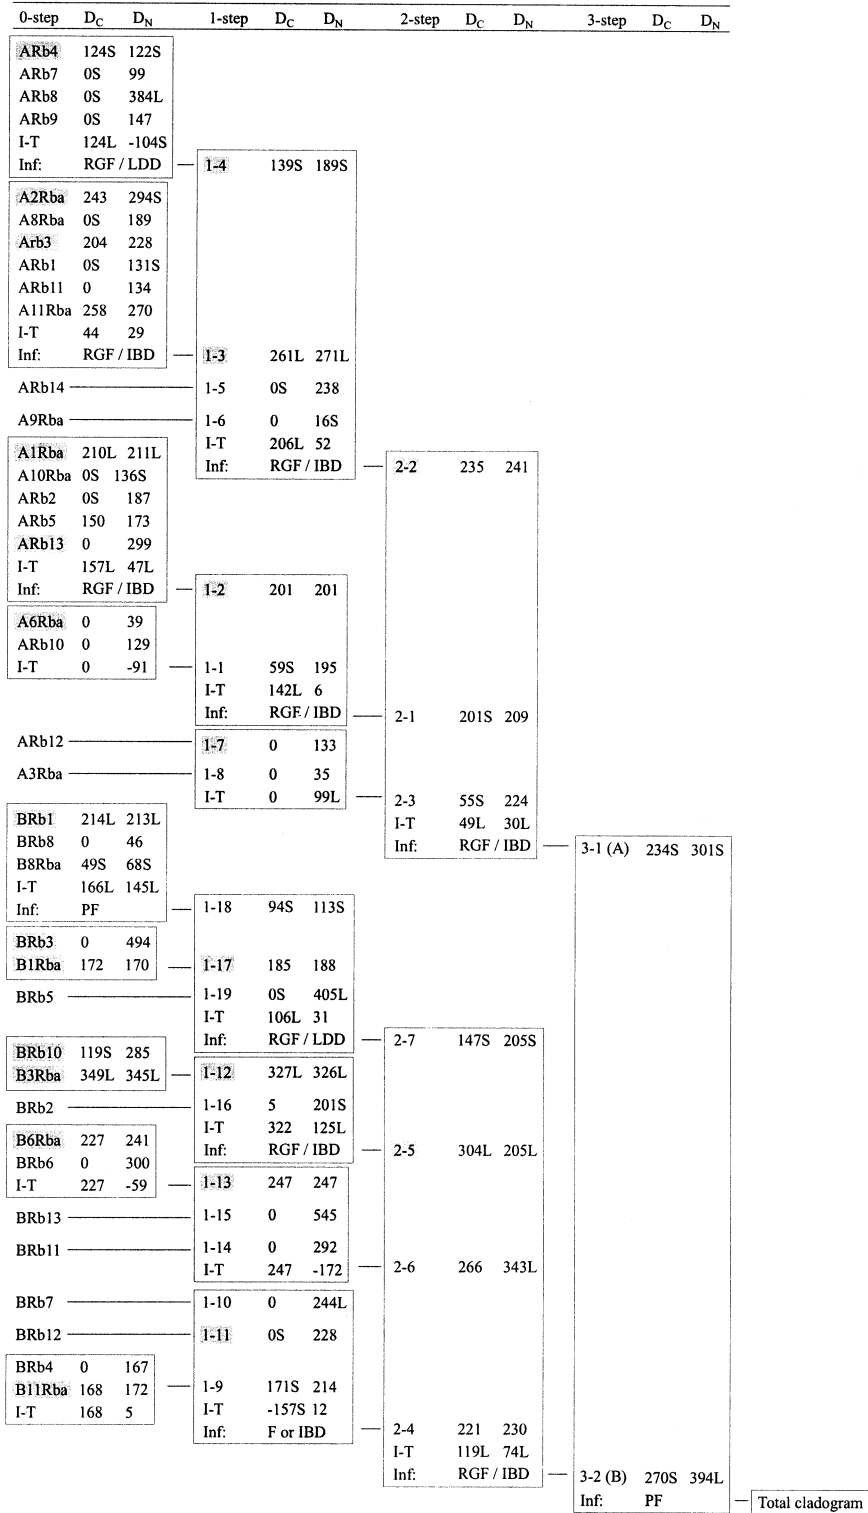 0-step D_C D_N 1-step D_C D_N 2-step D_C D_N 3-step D_C D_N
ARb4 124S 122S
ARb7 0S 99
ARb8 0S 384L
ARb9 0S 147
I-T 124L -104S
Inf: RGF / LDD 1-4 139S 189S
A2Rba 243 294S
A8Rba 0S 189
Arb3 204 228
ARb1 0S 131S
ARb11 0 134
A11Rba 258 270
I-T 44 29
Inf: RGF / IBD 1-3 261L 271L
ARb14 1-5 0S 238
A9Rba 1-6 0 16S
I-T 206L 52
A1Rba 210L 211L
Inf: RGF / IBD 2-2 235 241
A10Rba 0S 136S
ARb2 0S 187
ARb5 150 173
ARb13 0 299
I-T 157L 47L
Inf: RGF / IBD 1-2 201 201
A6Rba 0 39
ARb10 0 129
I-T 0 -91 1-1 59S 195
I-T 142L 6
Inf: RGF / IBD 2-1 201S 209
ARb12 1-7 0 133
A3Rba 1-8 0 35
I-T 0 99L 2-3 55S 224
BRb1 214L 213L I-T 49L 30L
BRb8 0 46 Inf: RGF / IBD 3-1 (A) 234S 301S
B8Rba 49S 68S
I-T 166L 145L
Inf: PF 1-18 94S 113S
BRb3 0 494
B1Rba 172 170 1-17 185 188
BRb5 1-19 0S 405L
I-T 106L 31
Inf: RGF / LDD 2-7 147S 205S
BRb10 119S 285
B3Rba 349L 345L 1-12 327L 326L
BRb2 1-16 5 201S
I-T 322 125L
B6Rba 227 241 Inf: RGF / IBD 2-5 304L 205L
BRb6 0 300
I-T 227 -59 1-13 247 247
BRb13 1-15 0 545
BRb11 1-14 0 292
I-T 247 -172 2-6 266 343L
BRb7 1-10 0 244L
BRb12 1-11 0S 228
BRb4 0 167
B11Rba 168 172 1-9 171S 214
I-T 168 5 I-T -157S 12
Inf: F or IBD 2-4 221 230
I-T 119L 74L
Inf: RGF / IBD 3-2 (B) 270S 394L
Inf: PF Total cladogram